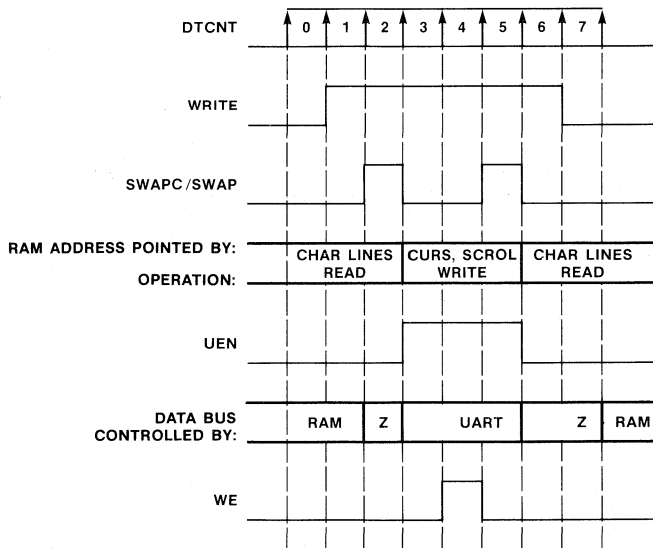 DTCNT 0 1 2 3 4 5 6 7
WRITE
SWAPC/SWAP
RAM ADDRESS POINTED BY: CHAR LINES CURS, SCROL CHAR LINES
OPERATION: READ WRITE READ
UEN
DATA BUS
CONTROLLED BY: RAM Z UART Z RAM
WE